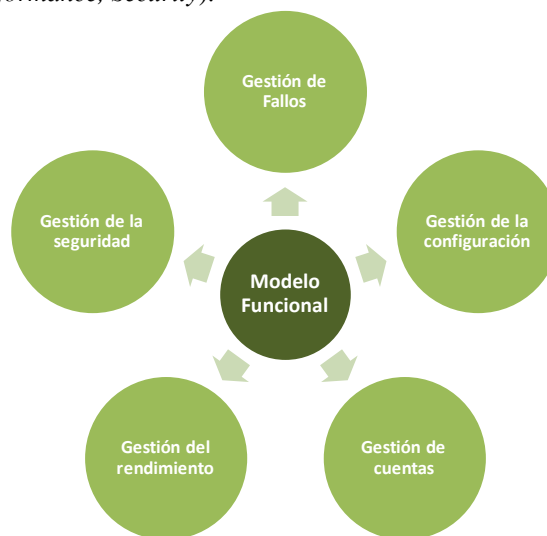 formance, Security).
Gestión de
Fallos
Gestión de la
seguridad
Gestión de la
configuración
Modelo
Funcional
Gestión del
rendimiento
Gestión de
cuentas